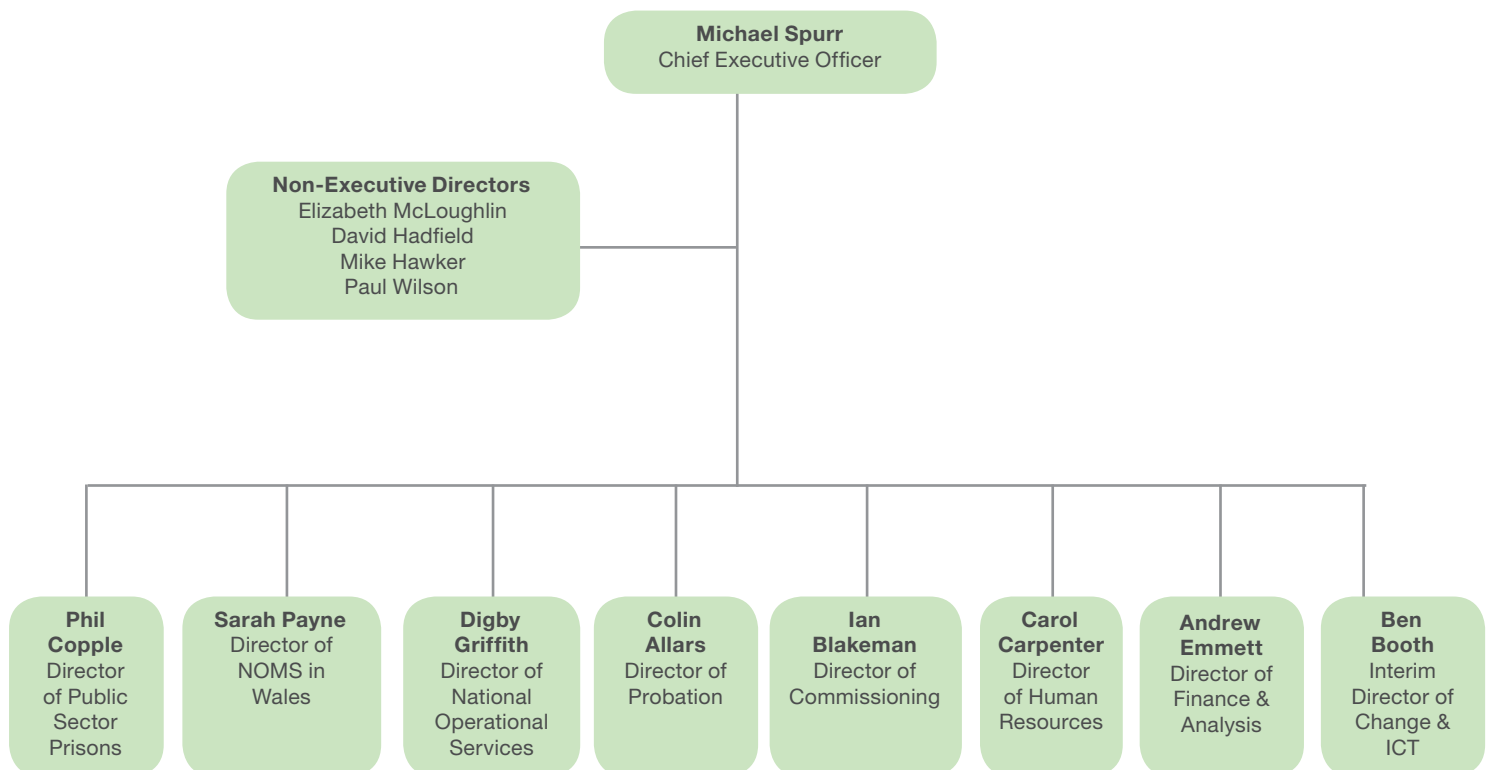 Michael Spurr
Chief Executive Officer
Non-Executive Directors
Elizabeth McLoughlin
David Hadfield
Mike Hawker
Paul Wilson
Phil
Copple
Director
of Public
Sector
Prisons
Sarah Payne
Director of
NOMS in
Wales
Digby
Griffith
Director of
National
Operational
Services
Colin
Allars
Director of
Probation
Ian
Blakeman
Director of
Commissioning
Carol
Carpenter
Director
of Human
Resources
Andrew
Emmett
Director of
Finance &
Analysis
Ben
Booth
Interim
Director of
Change &
ICT